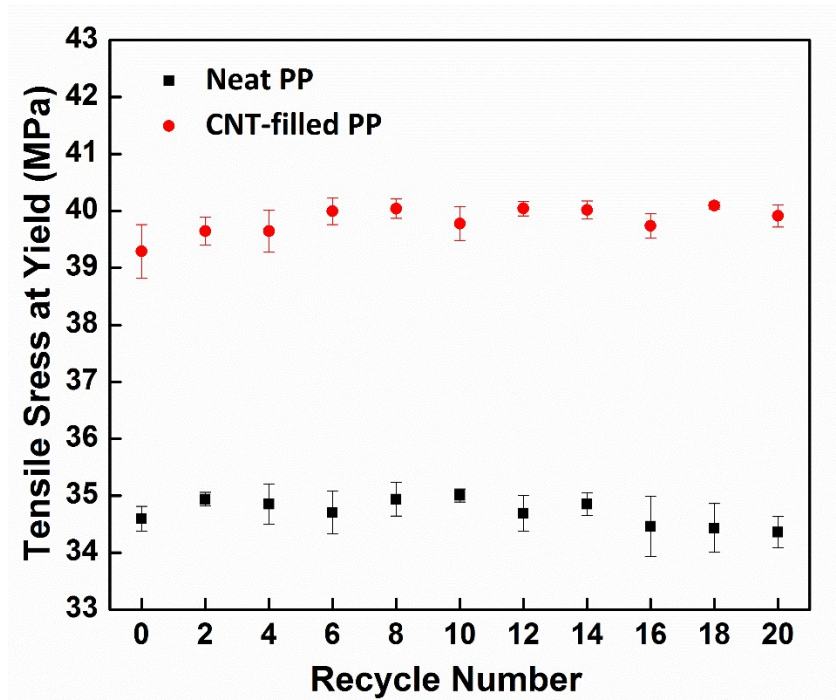 43
42
41
40
39
38
37
36
35
34
33
Tensile Sress at Yield (MPa)
Neat PP
CNT-filled PP
0 2 4 6 8 10 12 14 16 18 20
Recycle Number